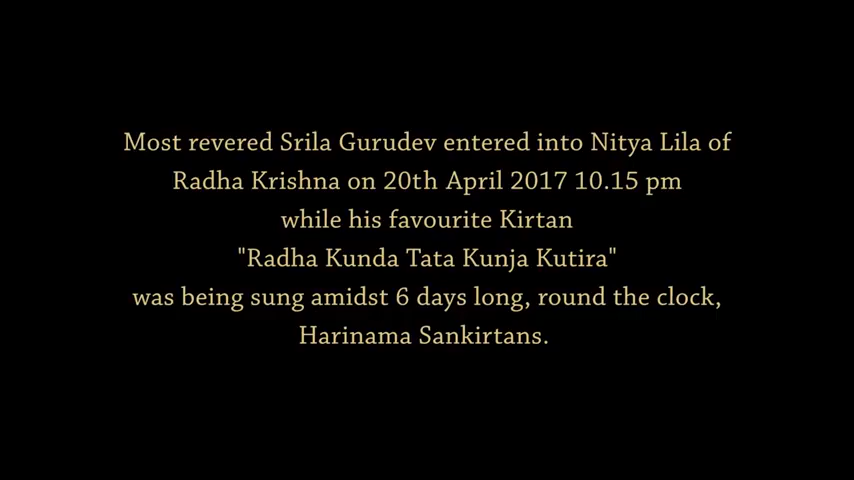 Most revered Srila Gurudev entered into Nitya Lila of
Radha Krishna on 20th April 2017 10.15 pm
while his favourite Kirtan
"Radha Kunda Tata Kunja Kutira"
was being sung amidst 6 days long, round the clock,
Harinama Sankirtans.